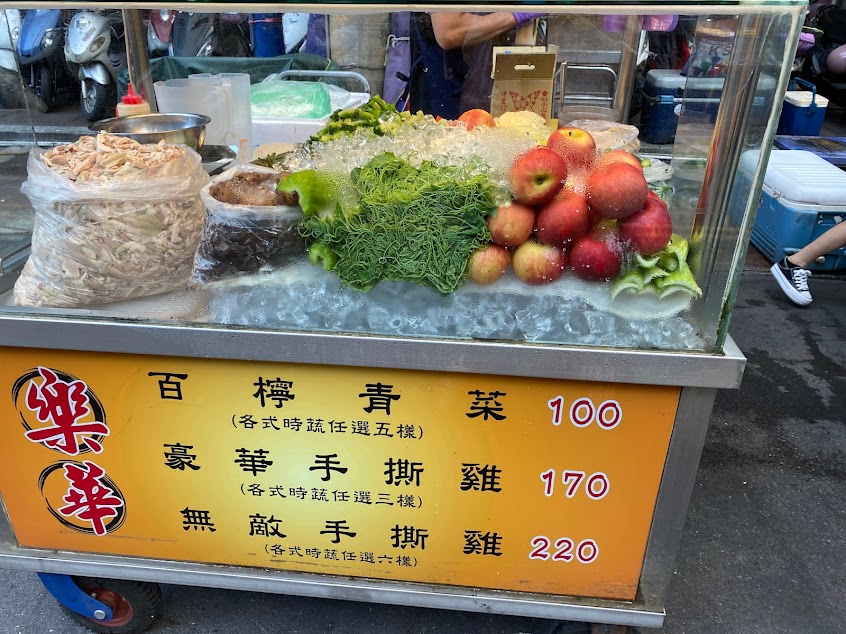 樂華
百檸青菜 100
(各式時蔬任選五樣)
豪華手撕雞 170
(各式時蔬任選三樣)
無敵手撕雞 220
(各式時蔬任選六樣)